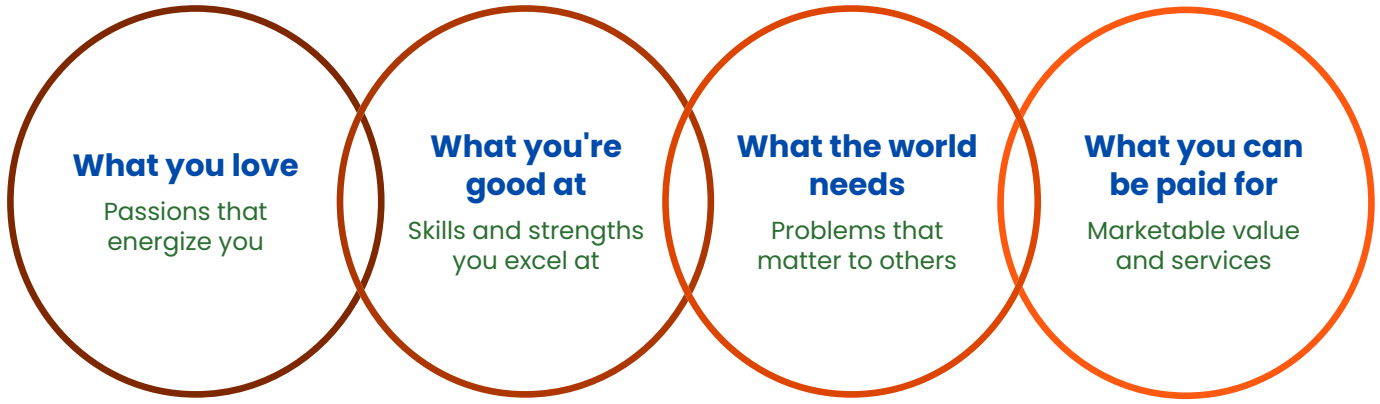 What you love
Passions that
energize you
What you're
good at
Skills and strengths
you excel at
What the world
needs
Problems that
matter to others
What you can
be paid for
Marketable value
and services